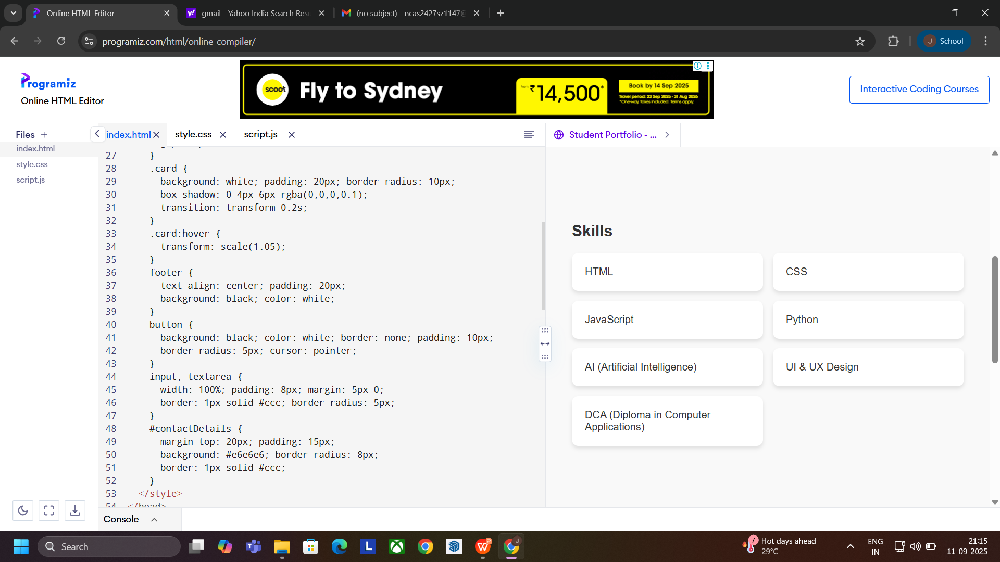 Online HTML Editor
gmail - Yahoo India Search Resu
(no subject) - ncas2427sz1147@
programiz.com/html/online-compiler/
J School
Programiz
Online HTML Editor
scoot
Fly to Sydney
From ₹14,500*
Book by 14 Sep 2025
Travel period: 23 Sep 2025 - 31 Aug 2026
*One-way, taxes included. Terms apply.
Interactive Coding Courses
Files +
index.html
style.css
script.js
index.html
style.css
script.js
Student Portfolio - ...
27 }
28 .card {
29 background: white; padding: 20px; border-radius: 10px;
30 box-shadow: 0 4px 6px rgba(0,0,0,0.1);
31 transition: transform 0.2s;
32 }
33 .card:hover {
34 transform: scale(1.05);
35 }
36 footer {
37 text-align: center; padding: 20px;
38 background: black; color: white;
39 }
40 button {
41 background: black; color: white; border: none; padding: 10px;
42 border-radius: 5px; cursor: pointer;
43 }
44 input, textarea {
45 width: 100%; padding: 8px; margin: 5px 0;
46 border: 1px solid #ccc; border-radius: 5px;
47 }
48 #contactDetails {
49 margin-top: 20px; padding: 15px;
50 background: #e6e6e6; border-radius: 8px;
51 border: 1px solid #ccc;
52 }
53 </style>
54 </head>
Console
Skills
HTML
CSS
JavaScript
Python
AI (Artificial Intelligence)
UI & UX Design
DCA (Diploma in Computer
Applications)
Search
7
Hot days ahead
29°C
ENG
IN
21:15
11-09-2025